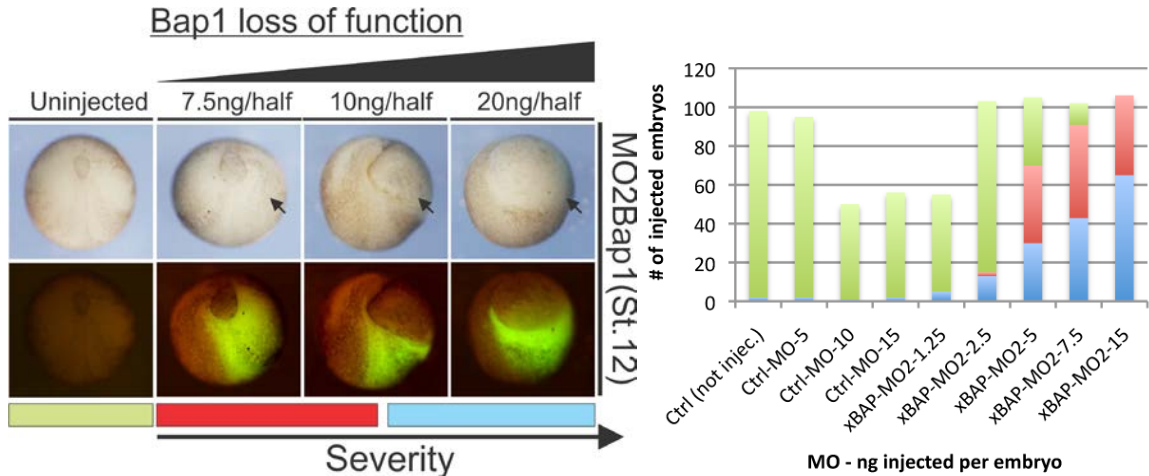 Bap1 loss of function
Uninjected
7.5ng/half
10ng/half
20ng/half
MO2Bap1(St.12)
Severity
# of injected embryos
120
100
80
60
40
20
0
Ctrl (not injec.)
Ctrl-MO-5
Ctrl-MO-10
Ctrl-MO-15
xBAP-MO2-1.25
xBAP-MO2-2.5
xBAP-MO2-5
xBAP-MO2-7.5
xBAP-MO2-15
MO - ng injected per embryo